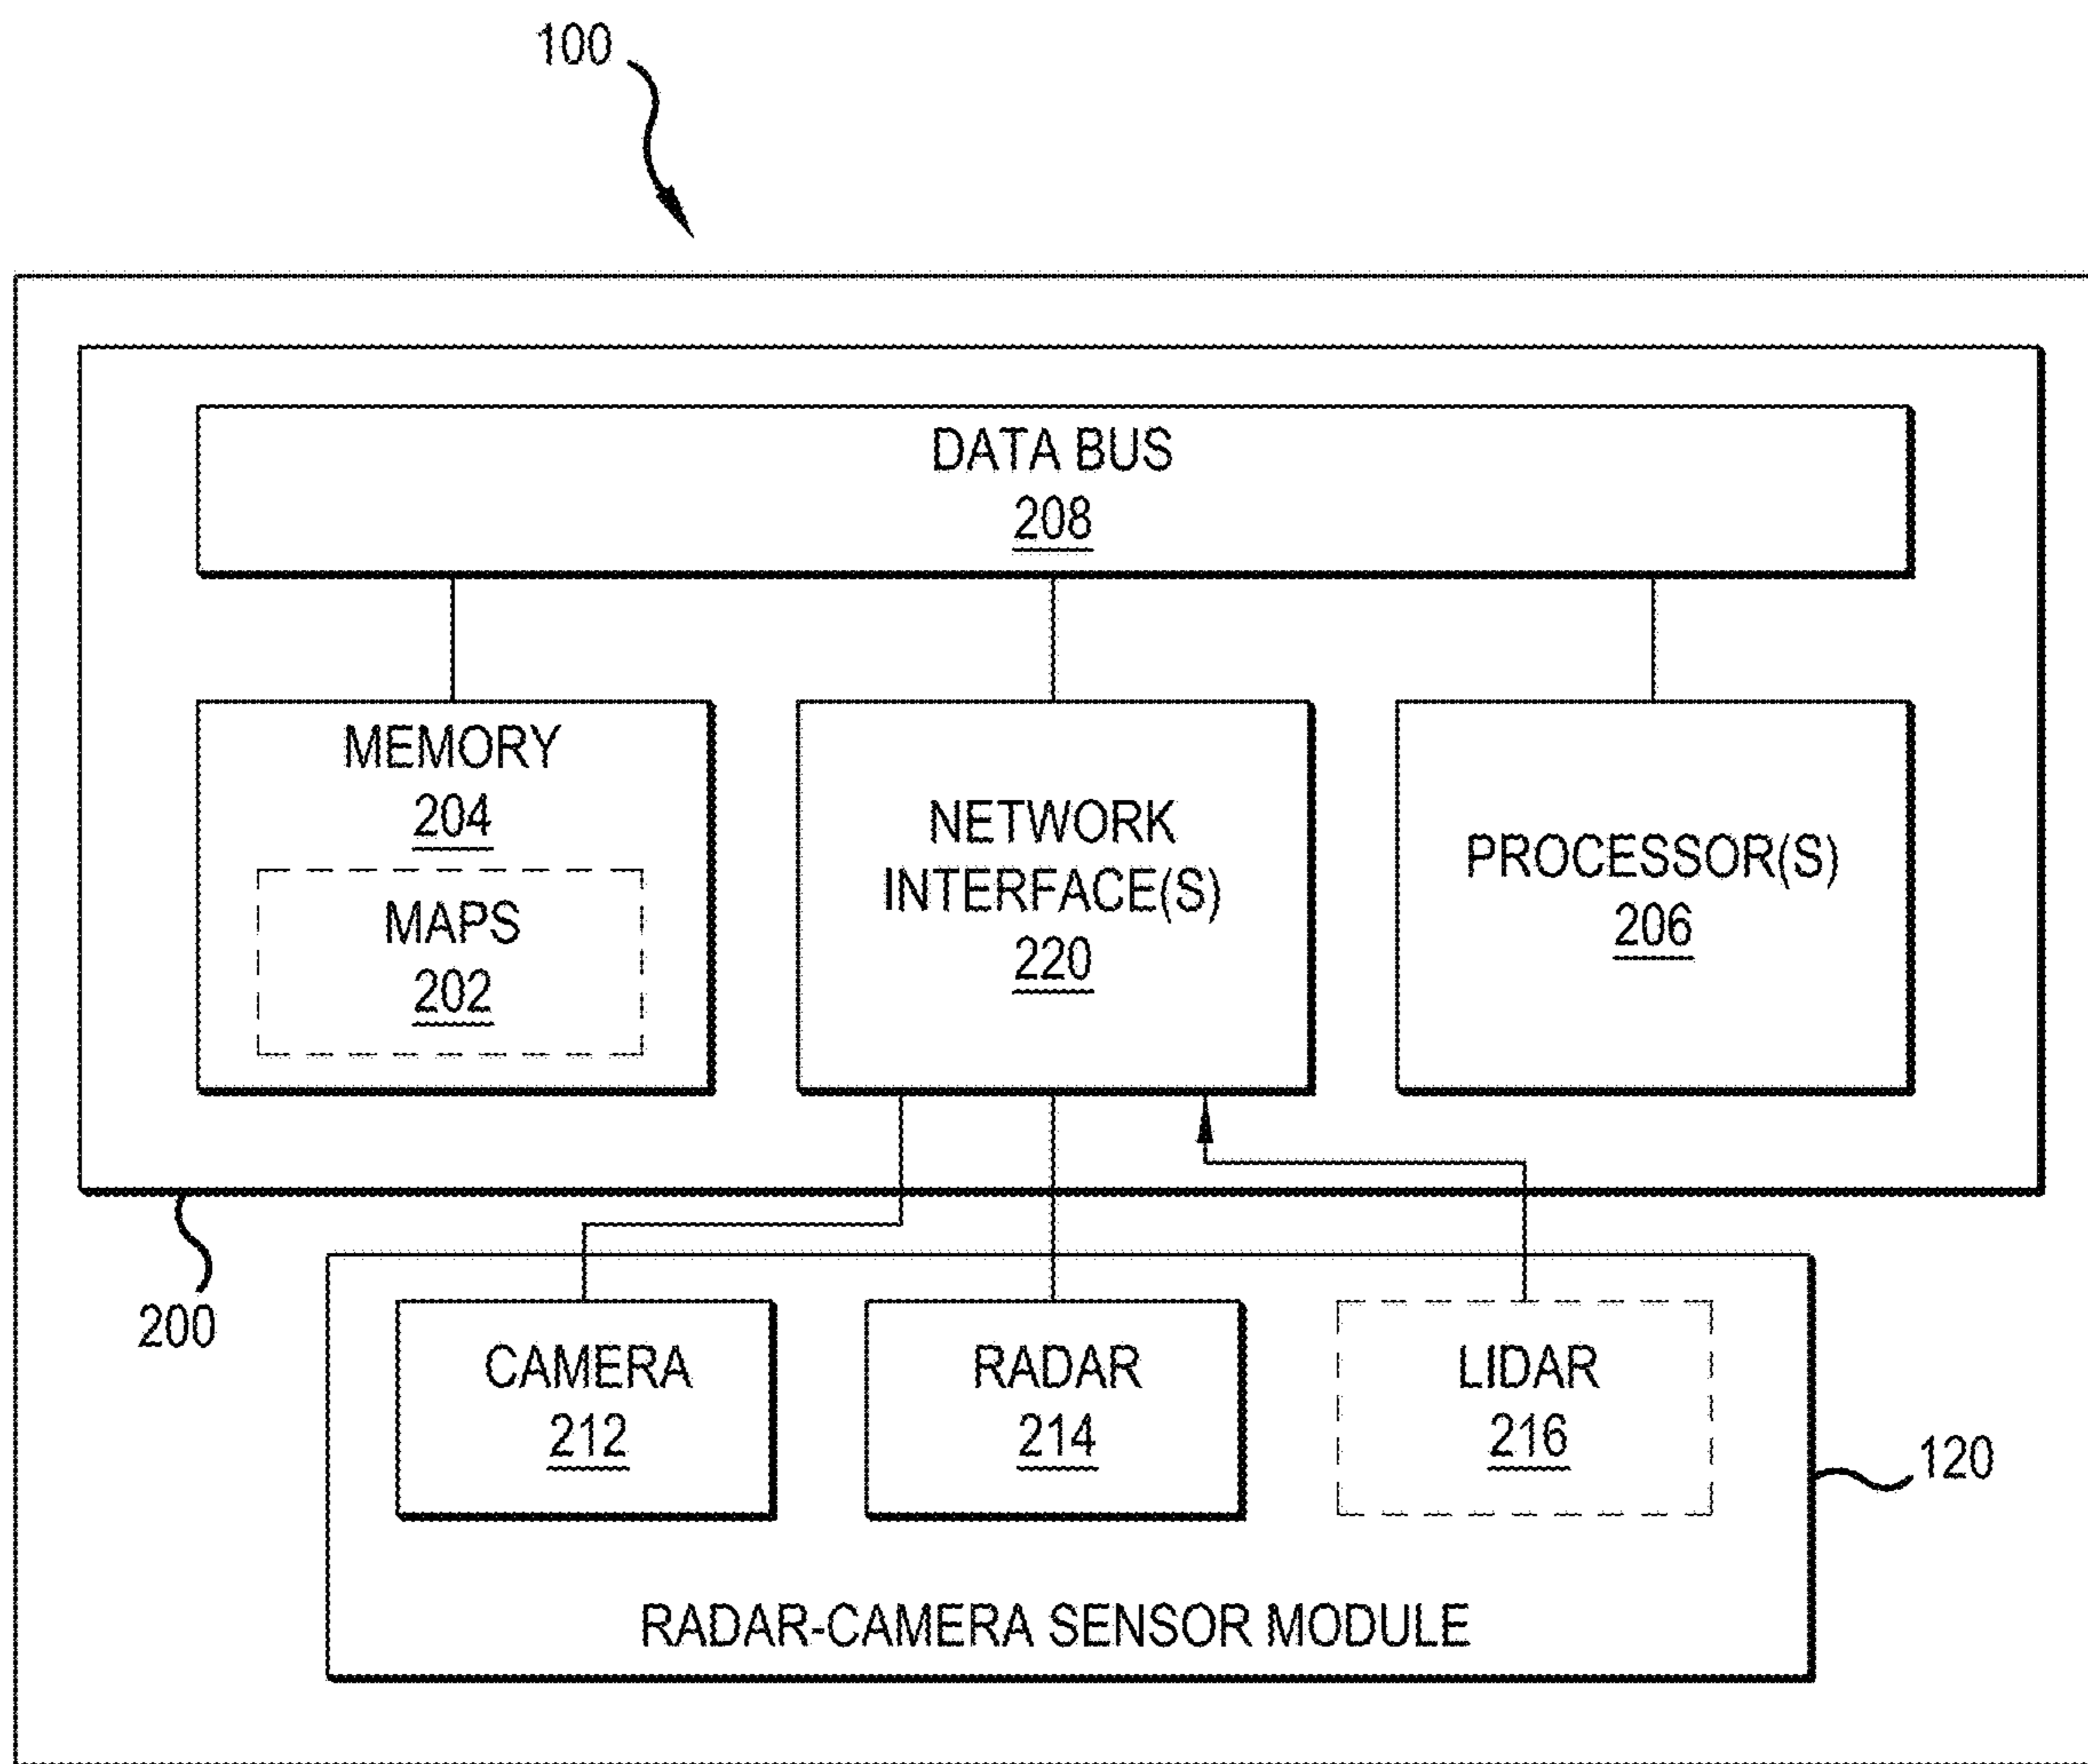 100
DATA BUS
208
MEMORY
204
MAPS
202
NETWORK
INTERFACE(S)
220
PROCESSOR(S)
206
200
CAMERA
212
RADAR
214
LIDAR
216
120
RADAR-CAMERA SENSOR MODULE